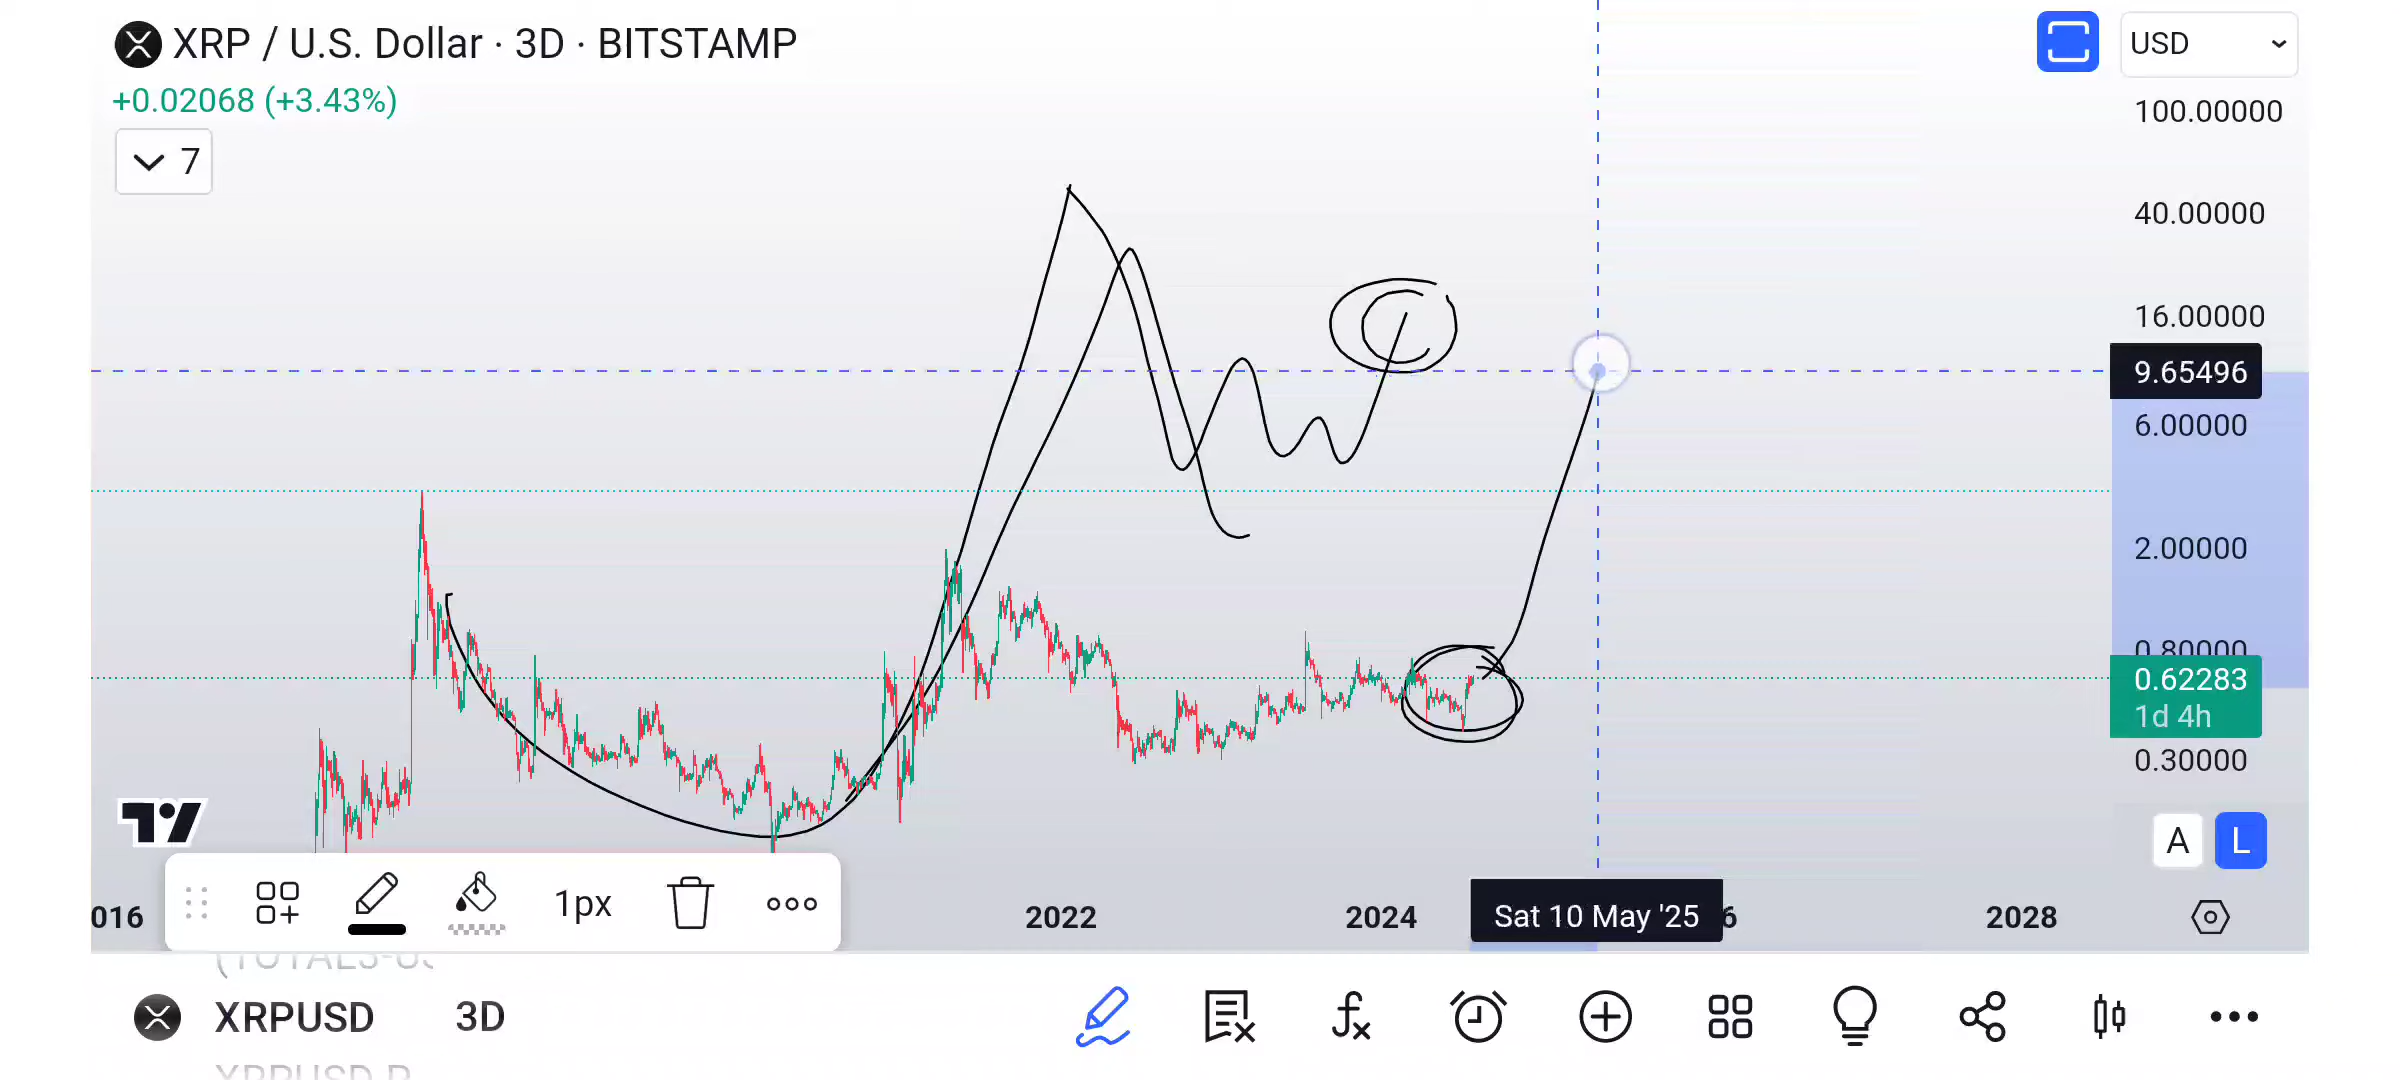 XRP / U.S. Dollar · 3D · BITSTAMP
+0.02068 (+3.43%)
7
USD
100.00000
40.00000
16.00000
9.65496
6.00000
2.00000
0.80000
0.62283
1d 4h
0.30000
A L
C
016 2022 2024 Sat 10 May '25 6 2028
1px
XRPUSD 3D